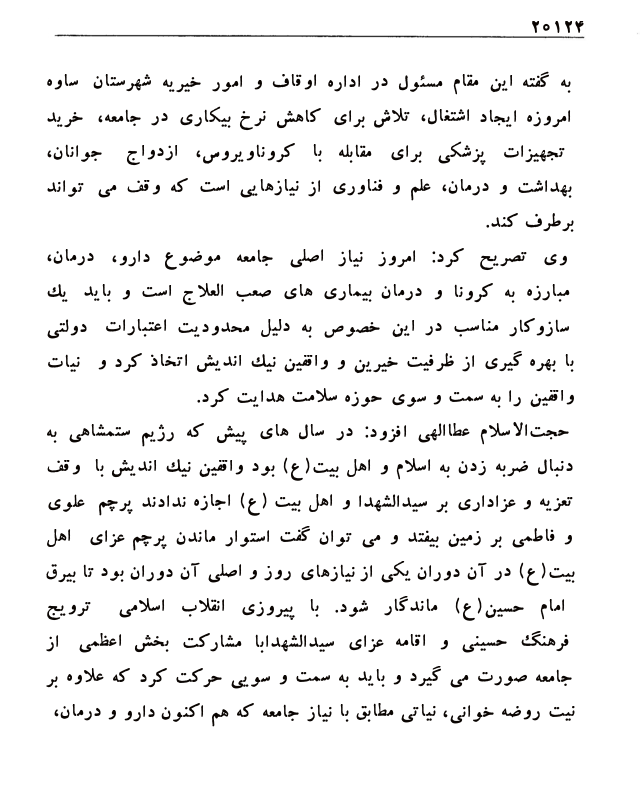 ۲۰۱۲۴
به گفته این مقام مسئول در اداره اوقاف و امور خیریه شهرستان ساوه
امروزه ایجاد اشتغال، تلاش برای کاهش نرخ بیکاری در جامعه، خرید
تجهیزات پزشکی برای مقابله با کروناویروس، ازدواج جوانان،
بهداشت و درمان، علم و فناوری از نیازهایی است که وقف می تواند
برطرف کند.
وی تصریح کرد: امروز نیاز اصلی جامعه موضوع دارو، درمان،
مبارزه به کرونا و درمان بیماری های صعب العلاج است و باید یك
سازوکار مناسب در این خصوص به دلیل محدودیت اعتبارات دولتی
با بهره گیری از ظرفیت خیرین و واقفین نیك اندیش اتخاذ کرد و نیات
واقفین را به سمت و سوی حوزه سلامت هدایت کرد.
حجت‌الاسلام عطاالهی افزود: در سال های پیش که رژیم ستمشاهی به
دنبال ضربه زدن به اسلام و اهل بیت(ع) بود واقفین نیك اندیش با وقف
تعزیه و عزاداری بر سیدالشهدا و اهل بیت (ع) اجازه ندادند پرچم علوی
و فاطمی بر زمین بیفتد و می توان گفت استوار ماندن پرچم عزای اهل
بیت(ع) در آن دوران یکی از نیازهای روز و اصلی آن دوران بود تا بیرق
امام حسین(ع) ماندگار شود. با پیروزی انقلاب اسلامی ترویج
فرهنگ حسینی و اقامه عزای سیدالشهدابا مشارکت بخش اعظمی از
جامعه صورت می گیرد و باید به سمت و سویی حرکت کرد که علاوه بر
نیت روضه خوانی، نیاتی مطابق با نیاز جامعه که هم اکنون دارو و درمان،